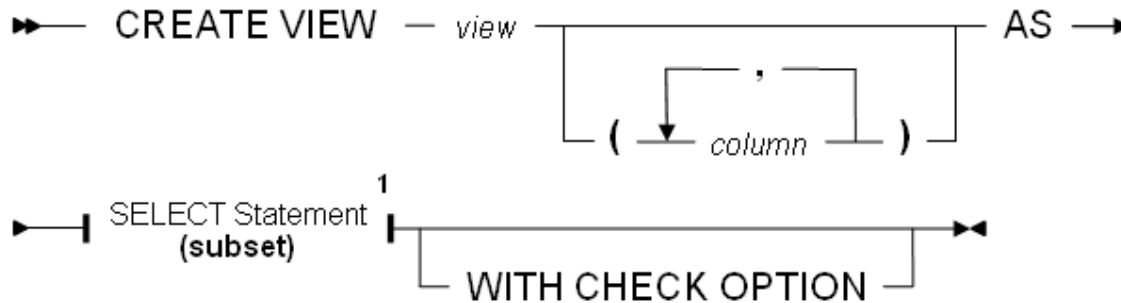 CREATE VIEW view AS
,
( column )
1
SELECT Statement
(subset)
WITH CHECK OPTION